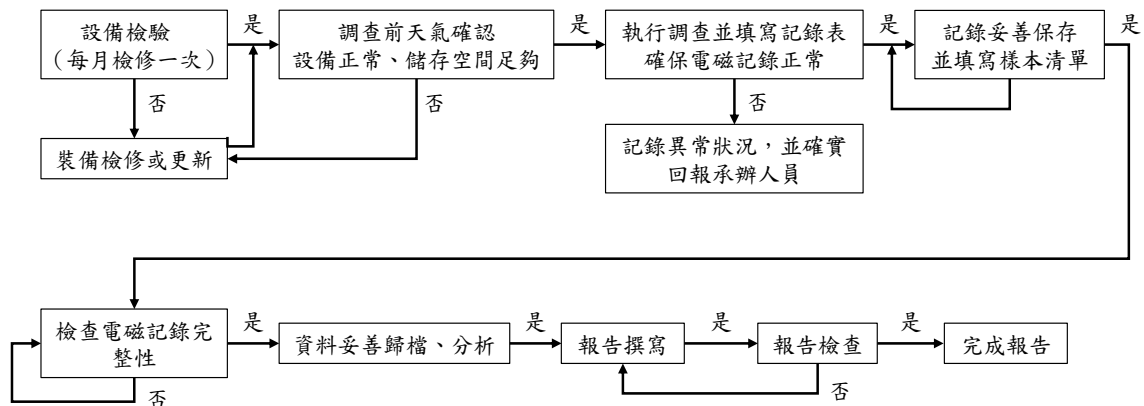 設備檢驗
（每月檢修一次）
是
調查前天氣確認
設備正常、儲存空間足夠
是
執行調查並填寫記錄表
確保電磁記錄正常
是
記錄妥善保存
並填寫樣本清單
是
否
否
否
否
裝備檢修或更新
記錄異常狀況，並確實
回報承辦人員
檢查電磁記錄完
整性
是
資料妥善歸檔、分析
是
報告撰寫
是
報告檢查
是
完成報告
否
否